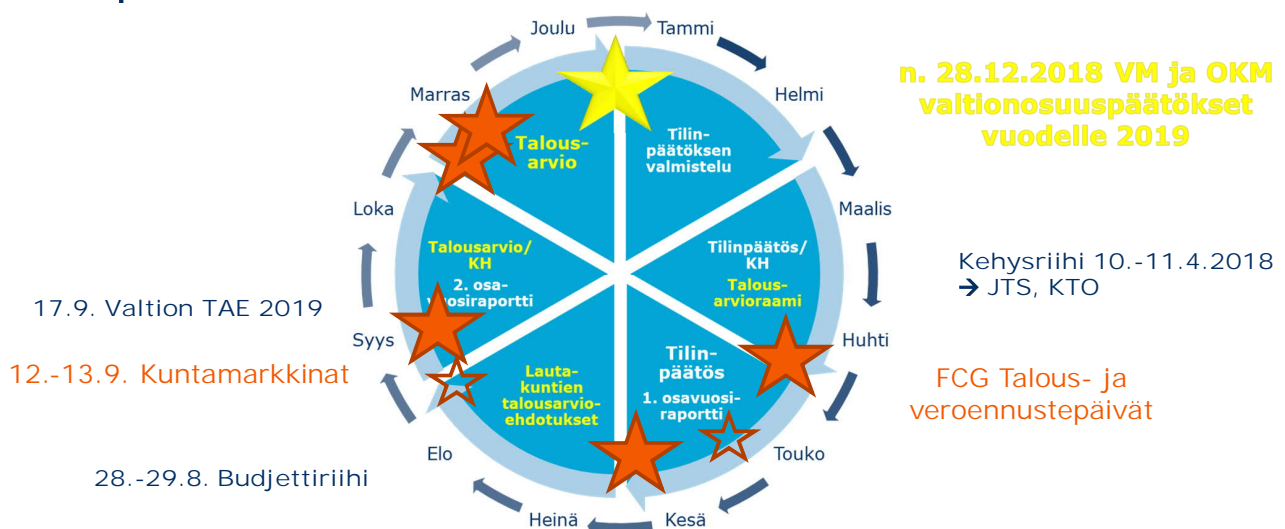 Joulu
Tammi
Marras
Helmi
n. 28.12.2018 VM ja OKM
valtionosuuspäätökset
vuodelle 2019
Talous-
arvio
Tilin-
päätöksen
valmistelu
Loka
Maalis
Talousarvio/
KH
2. osa-
vuosiraportti
Tilinpäätös/
KH
Talous-
arvioraami
Kehysriihi 10.-11.4.2018
→ JTS, KTO
17.9. Valtion TAE 2019
Syys
Huhti
12.-13.9. Kuntamarkkinat
Lauta-
kuntien
talousarvio-
ehdotukset
Tilin-
päätös
1. osavuosi-
raportti
FCG Talous- ja
veroennustepäivät
Elo
Touko
28.-29.8. Budjettiriihi
Heinä
Kesä